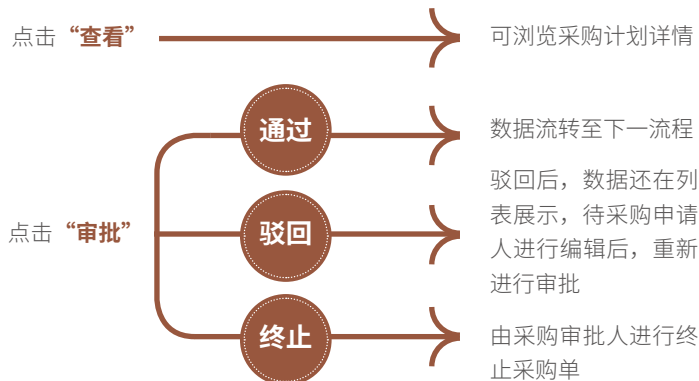 点击“查看”
可浏览采购计划详情
点击“审批”
通过
数据流转至下一流程
驳回
驳回后，数据还在列
表展示，待采购申请
人进行编辑后，重新
进行审批
终止
由采购审批人进行终
止采购单